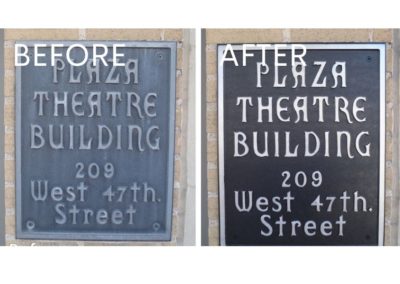 BEFORE
PLAZA
THEATRE
BUILDING
209
West 47th.
Street
AFTER
PLAZA
THEATRE
BUILDING
209
West 47th.
Street